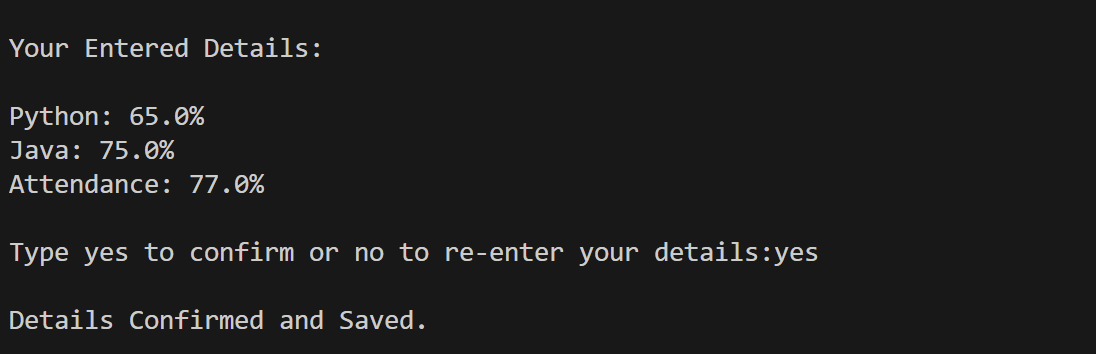 Your Entered Details:
Python: 65.0%
Java: 75.0%
Attendance: 77.0%
Type yes to confirm or no to re-enter your details:yes
Details Confirmed and Saved.